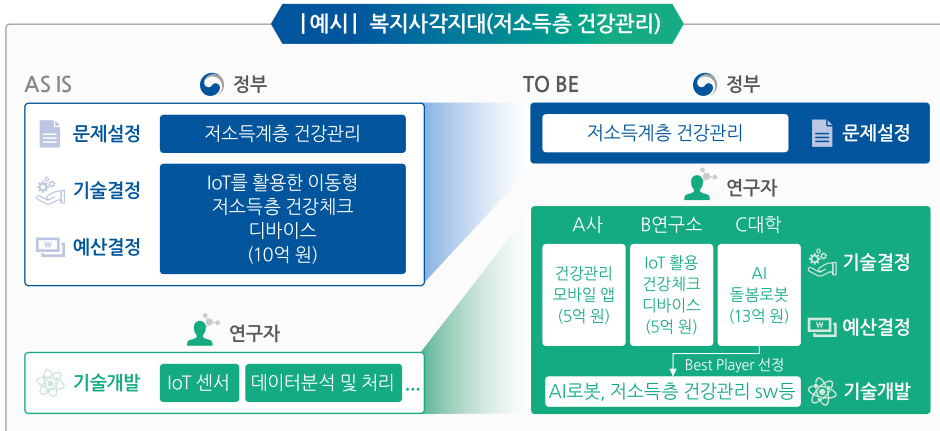 |예시| 복지사각지대(저소득층 건강관리)
AS IS
정부
문제설정
저소득계층 건강관리
기술결정
예산결정
IoT를 활용한 이동형
저소득층 건강체크
디바이스
(10억 원)
연구자
기술개발
IoT 센서
데이터분석 및 처리
...
TO BE
정부
저소득계층 건강관리
문제설정
연구자
A사
B연구소
C대학
건강관리
모바일 앱
(5억 원)
IoT 활용
건강체크
디바이스
(5억 원)
AI
돌봄로봇
(13억 원)
기술결정
예산결정
Best Player 선정
AI로봇, 저소득층 건강관리 sw등
기술개발